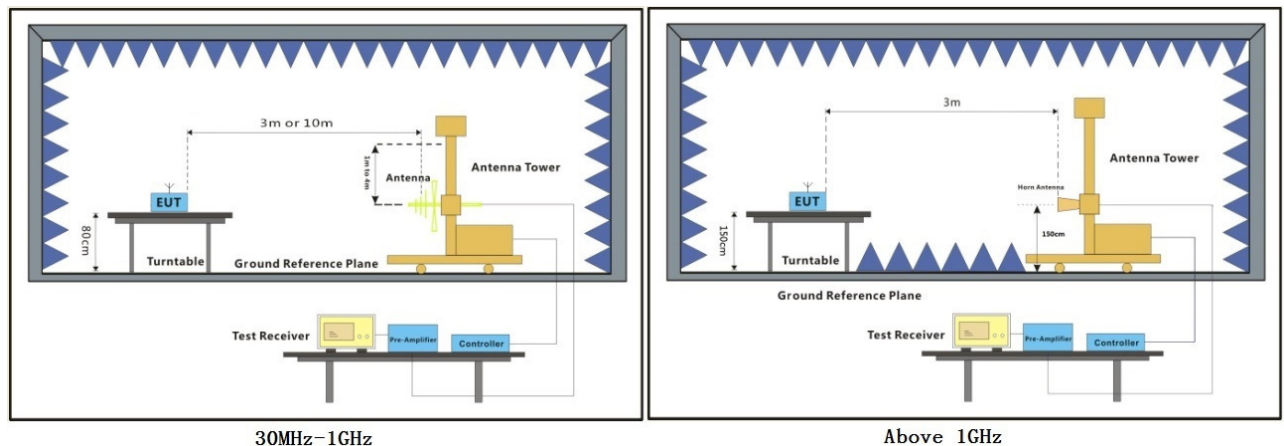 3m or 10m
1m to 4m
Antenna
Antenna Tower
EUT
80cm
Turntable
Ground Reference Plane
Test Receiver
Pre-Amplifier
Controller
30MHz-1GHz
3m
Antenna Tower
Horn Antenna
EUT
150cm
150cm
Turntable
Ground Reference Plane
Test Receiver
Pre-Amplifier
Controller
Above 1GHz